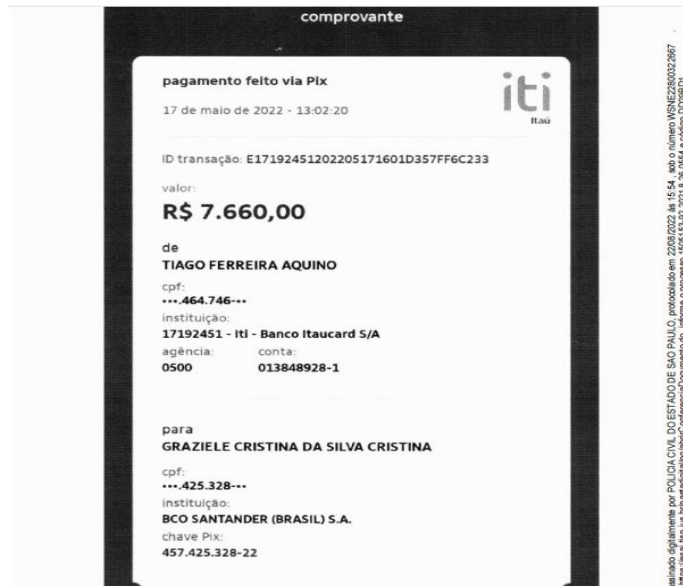 comprovante
pagamento feito via Pix
iti
Itaú
17 de maio de 2022 - 13:02:20
ID transação: E17192451202205171601D357FF6C233
valor:
R$ 7.660,00
de
TIAGO FERREIRA AQUINO
cpf:
•••.464.746-••
instituição:
17192451 - Iti - Banco Itaucard S/A
agência: conta:
0500 013848928-1
para
GRAZIELE CRISTINA DA SILVA CRISTINA
cpf:
•••.425.328-••
instituição:
BCO SANTANDER (BRASIL) S.A.
chave Pix:
457.425.328-22
digitalmente por POLICIA CIVIL DO ESTADO DE SAO PAULO, protocolado em 22/08/2022 às 15:54 , sob o número WSNE22800322667